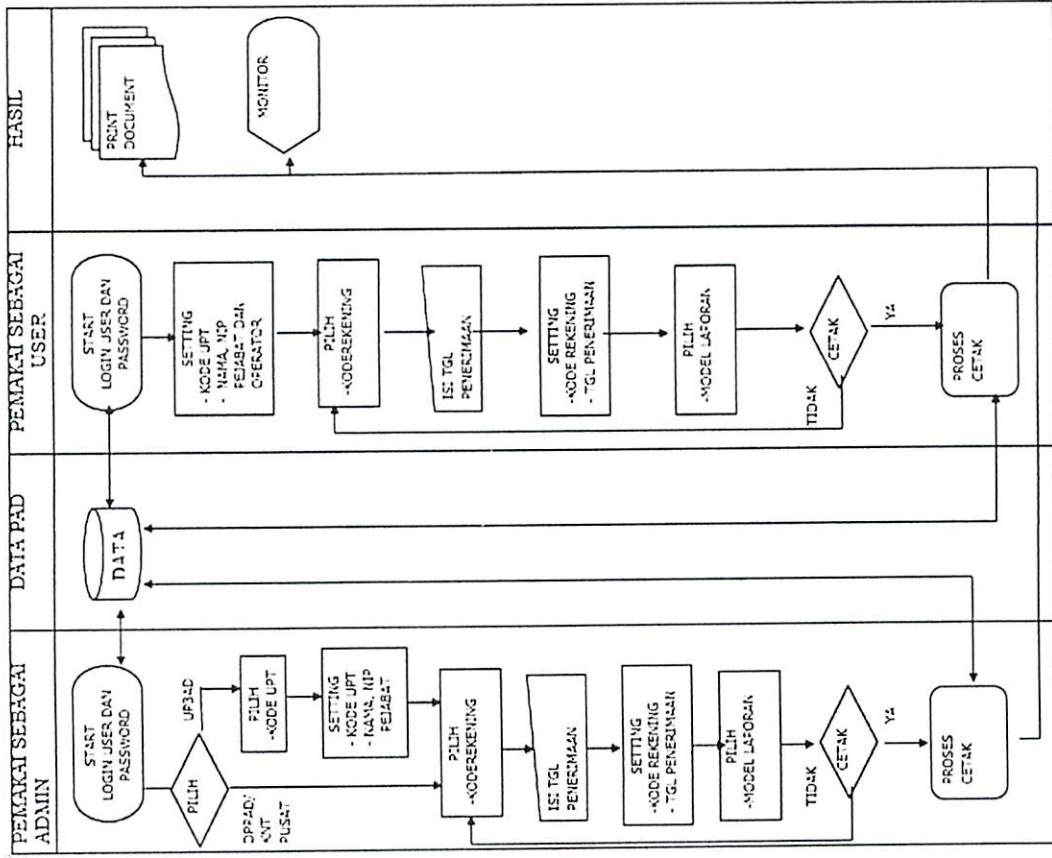 PEMAKAI SEBAGAI
ADMIN
DATA PAD
PEMAKAI SEBAGAI
USER
HASIL
START
LOGIN USER DAN
PASSWORD
PILIH
UP3AD
DPPAD/
KNT
PUSAT
PILIH
-KODE UPT
SETTING
- KODE UPT
- NAMA, NIP
PEJABAT
PILIH
-KODEREKENING
ISI TGL
PENERIMAAN
SETTING
-KODE REKENING
- TGL PENERIMAAN
PILIH
-MODEL LAPORAN
CETAK
TIDAK
YA
PROSES
CETAK
DATA
START
LOGIN USER DAN
PASSWORD
SETTING
- KODE UPT
- NAMA, NIP
PEJABAT DAN
OPERATOR
PILIH
-KODEREKENING
ISI TGL
PENERIMAAN
SETTING
-KODE REKENING
- TGL PENERIMAAN
PILIH
-MODEL LAPORAN
CETAK
TIDAK
YA
PROSES
CETAK
PRINT
DOCUMENT
MONITOR